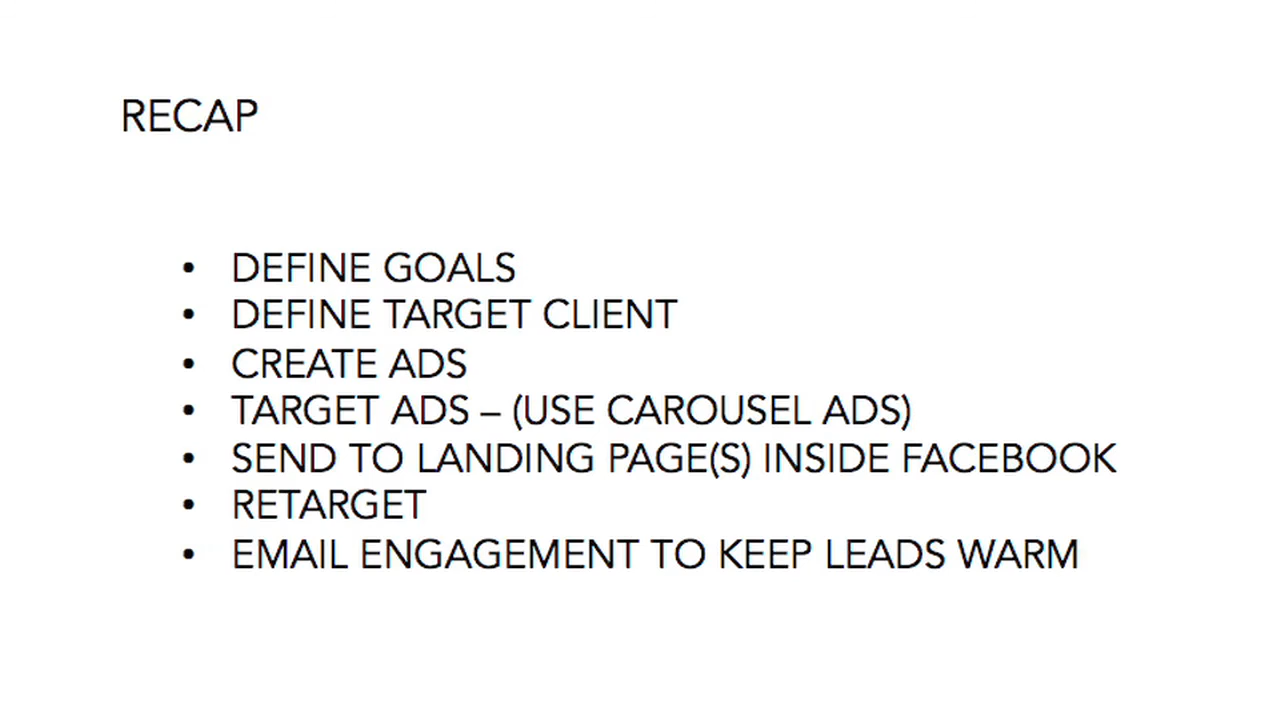 RECAP
• DEFINE GOALS
• DEFINE TARGET CLIENT
• CREATE ADS
• TARGET ADS – (USE CAROUSEL ADS)
• SEND TO LANDING PAGE(S) INSIDE FACEBOOK
• RETARGET
• EMAIL ENGAGEMENT TO KEEP LEADS WARM